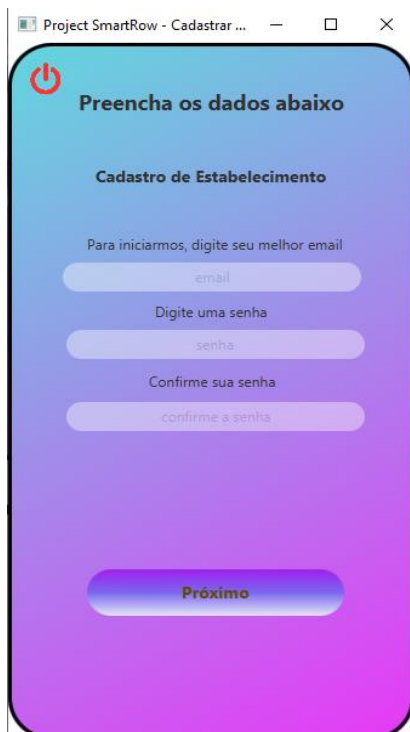 Project SmartRow - Cadastrar ...
Preencha os dados abaixo
Cadastro de Estabelecimento
Para iniciarmos, digite seu melhor email
email
Digite uma senha
senha
Confirme sua senha
confirme a senha
Próximo